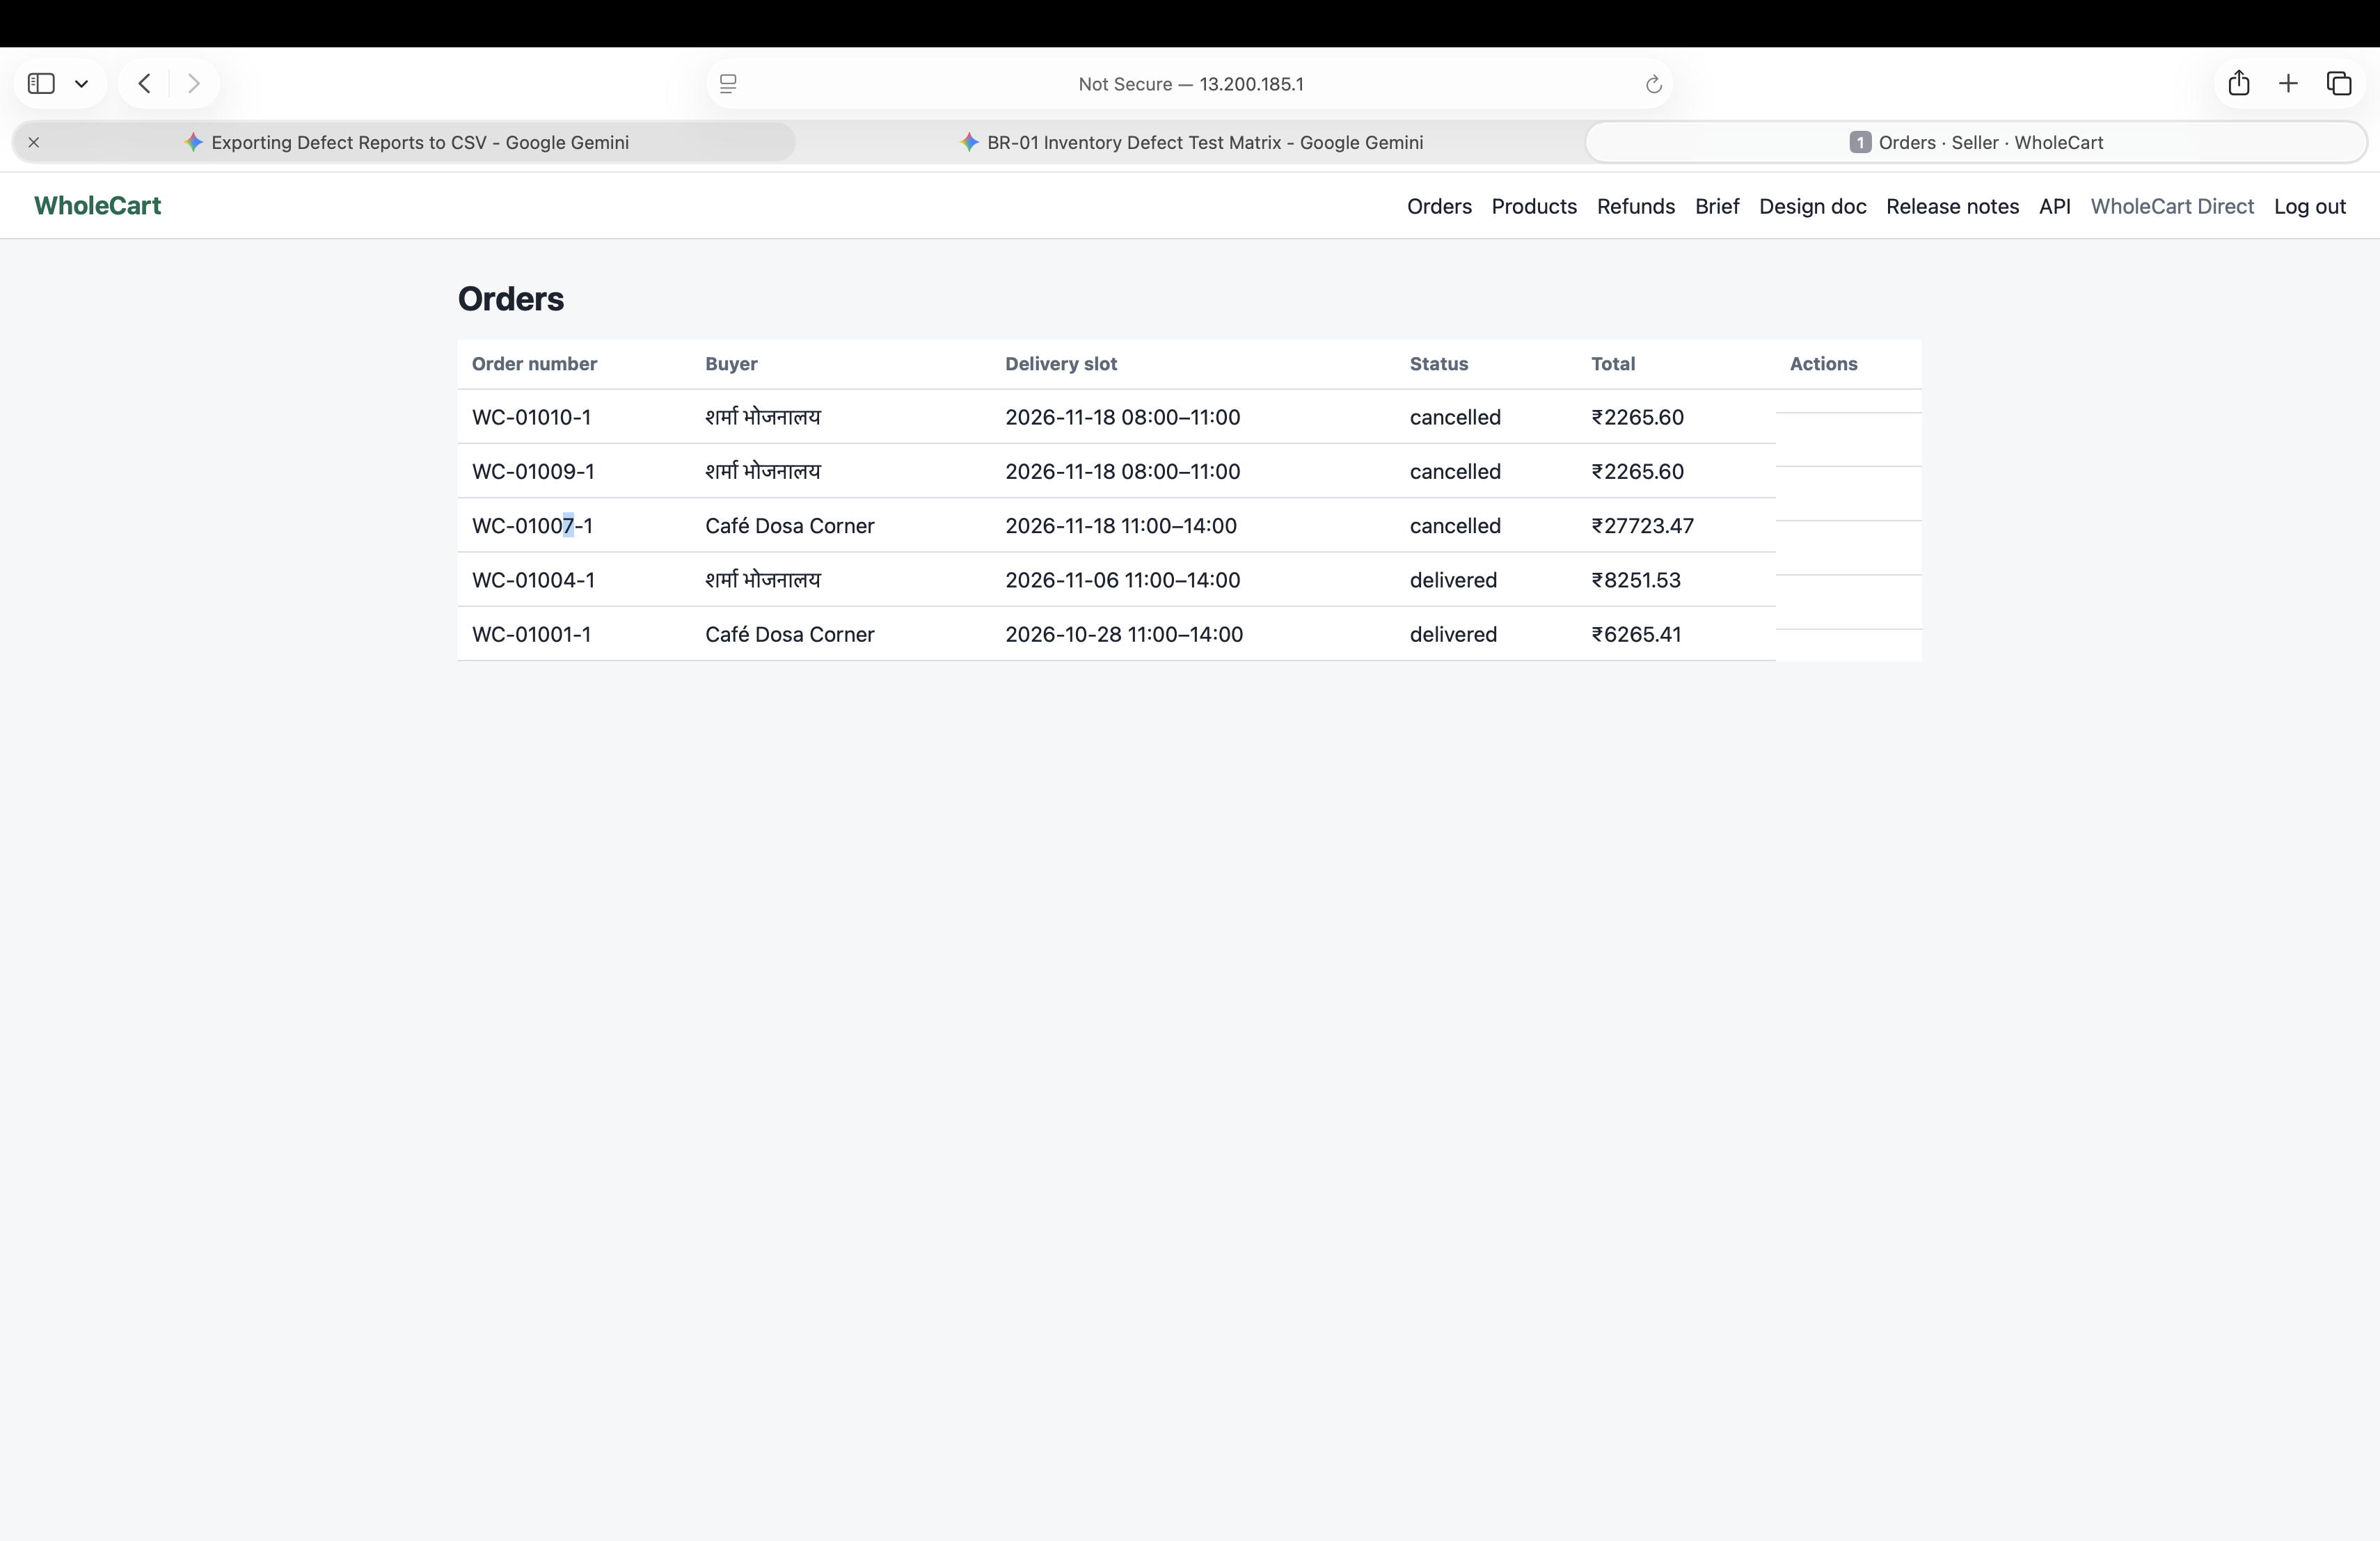 Not Secure — 13.200.185.1
Exporting Defect Reports to CSV - Google Gemini
BR-01 Inventory Defect Test Matrix - Google Gemini
1 Orders · Seller · WholeCart
WholeCart
Orders Products Refunds Brief Design doc Release notes API WholeCart Direct Log out
Orders
Order number Buyer Delivery slot Status Total Actions
WC-01010-1 शर्मा भोजनालय 2026-11-18 08:00–11:00 cancelled ₹2265.60
WC-01009-1 शर्मा भोजनालय 2026-11-18 08:00–11:00 cancelled ₹2265.60
WC-01007-1 Café Dosa Corner 2026-11-18 11:00–14:00 cancelled ₹27723.47
WC-01004-1 शर्मा भोजनालय 2026-11-06 11:00–14:00 delivered ₹8251.53
WC-01001-1 Café Dosa Corner 2026-10-28 11:00–14:00 delivered ₹6265.41